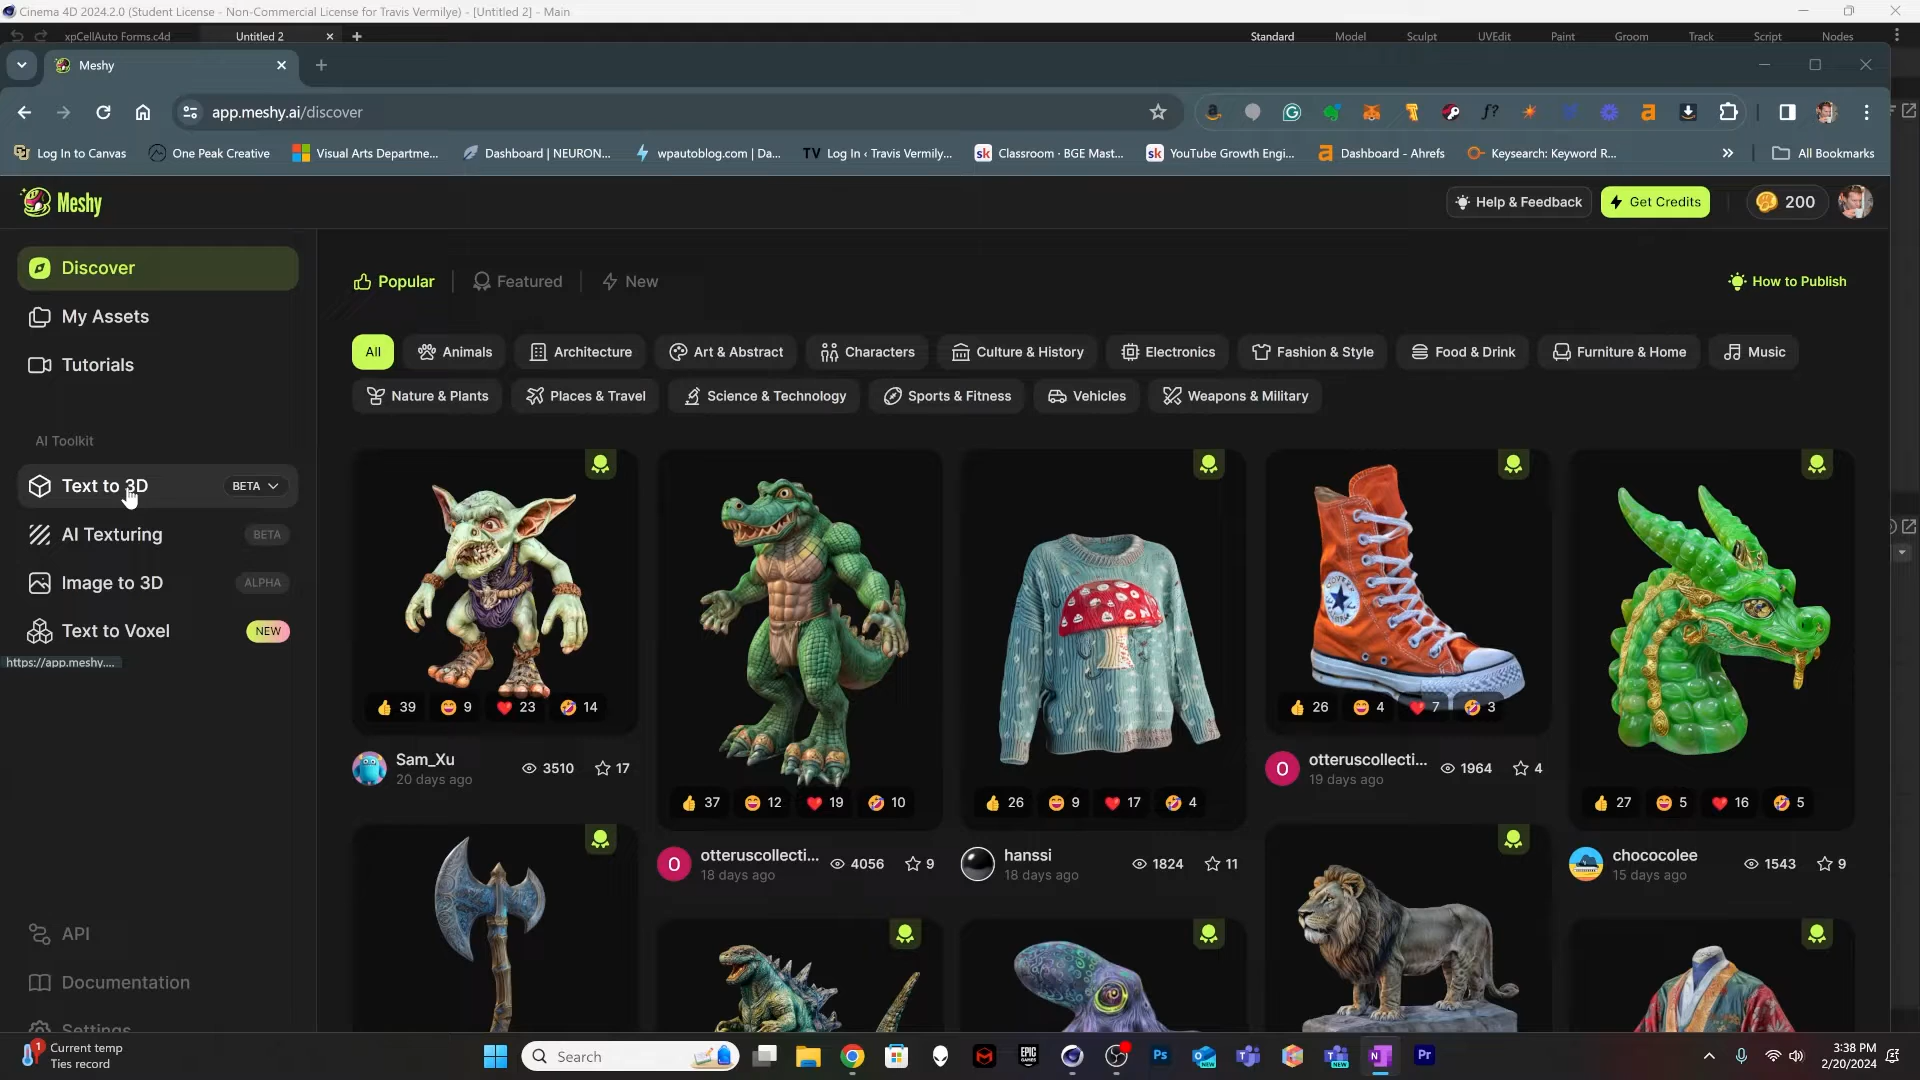 Cinema 4D 2024.2.0 (Student License - Non-Commercial License for Travis Vermilye) - [Untitled 2] - Main
xpCellAuto Forms.c4d Untitled 2 Standard Model Sculpt UVEdit Paint Groom Track Script Nodes
Meshy
app.meshy.ai/discover
Log In to Canvas One Peak Creative Visual Arts Departme... Dashboard | NEURON... wpautoblog.com | Da... TV Log In ‹ Travis Vermily... sk Classroom · BGE Mast... sk YouTube Growth Engi... Dashboard - Ahrefs Keysearch: Keyword R... » All Bookmarks
Meshy Help & Feedback Get Credits 200
Discover
My Assets
Tutorials
AI Toolkit
Text to 3D BETA
AI Texturing BETA
Image to 3D ALPHA
Text to Voxel NEW
https://app.meshy....
API
Documentation
Settings
Popular Featured New How to Publish
All Animals Architecture Art & Abstract Characters Culture & History Electronics Fashion & Style Food & Drink Furniture & Home Music
Nature & Plants Places & Travel Science & Technology Sports & Fitness Vehicles Weapons & Military
39 9 23 14
26 4 7 3
Sam_Xu 3510 17
20 days ago
otteruscollecti... 1964 4
19 days ago
37 12 19 10
26 9 17 4
27 5 16 5
otteruscollecti... 4056 9
18 days ago
hanssi 1824 11
18 days ago
chococolee 1543 9
15 days ago
Current temp
Ties record
Search
3:38 PM
2/20/2024